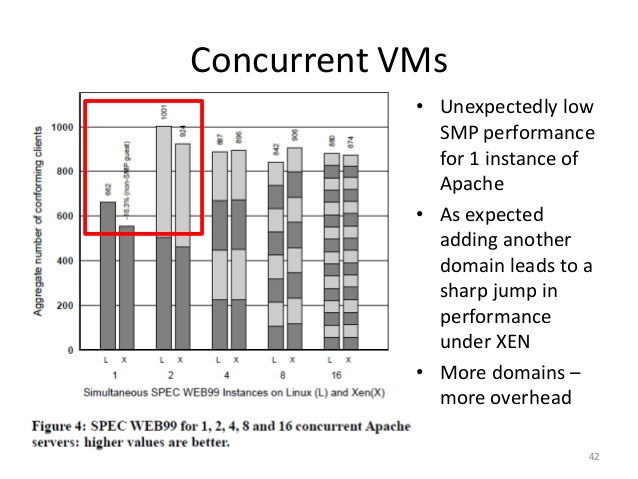 Concurrent VMs
Aggregate number of conforming clients
1000
800
600
400
200
0
662
-16.3% (non-SMP guest)
1001
924
887
896
842
906
880
874
L X L X L X L X L X
1 2 4 8 16
Simultaneous SPEC WEB99 Instances on Linux (L) and Xen(X)
Figure 4: SPEC WEB99 for 1, 2, 4, 8 and 16 concurrent Apache
servers: higher values are better.
• Unexpectedly low
SMP performance
for 1 instance of
Apache
• As expected
adding another
domain leads to a
sharp jump in
performance
under XEN
• More domains –
more overhead
42